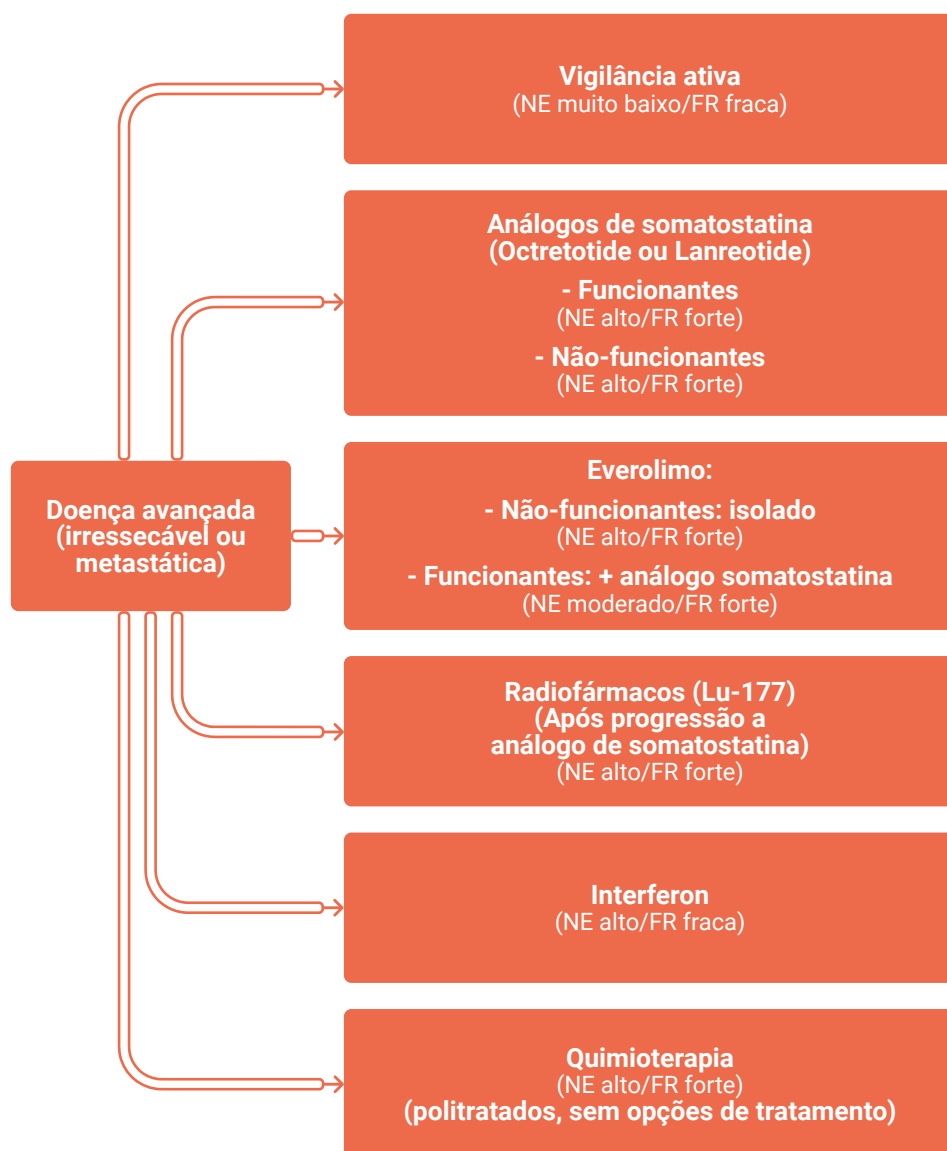 Vigilância ativa
(NE muito baixo/FR fraca)
Análogos de somatostatina
(Octretotide ou Lanreotide)
- Funcionantes
(NE alto/FR forte)
- Não-funcionantes
(NE alto/FR forte)
Doença avançada
(irressecável ou
metastática)
Everolimo:
- Não-funcionantes: isolado
(NE alto/FR forte)
- Funcionantes: + análogo somatostatina
(NE moderado/FR forte)
Radiofármacos (Lu-177)
(Após progressão a
análogo de somatostatina)
(NE alto/FR forte)
Interferon
(NE alto/FR fraca)
Quimioterapia
(NE alto/FR forte)
(politratados, sem opções de tratamento)